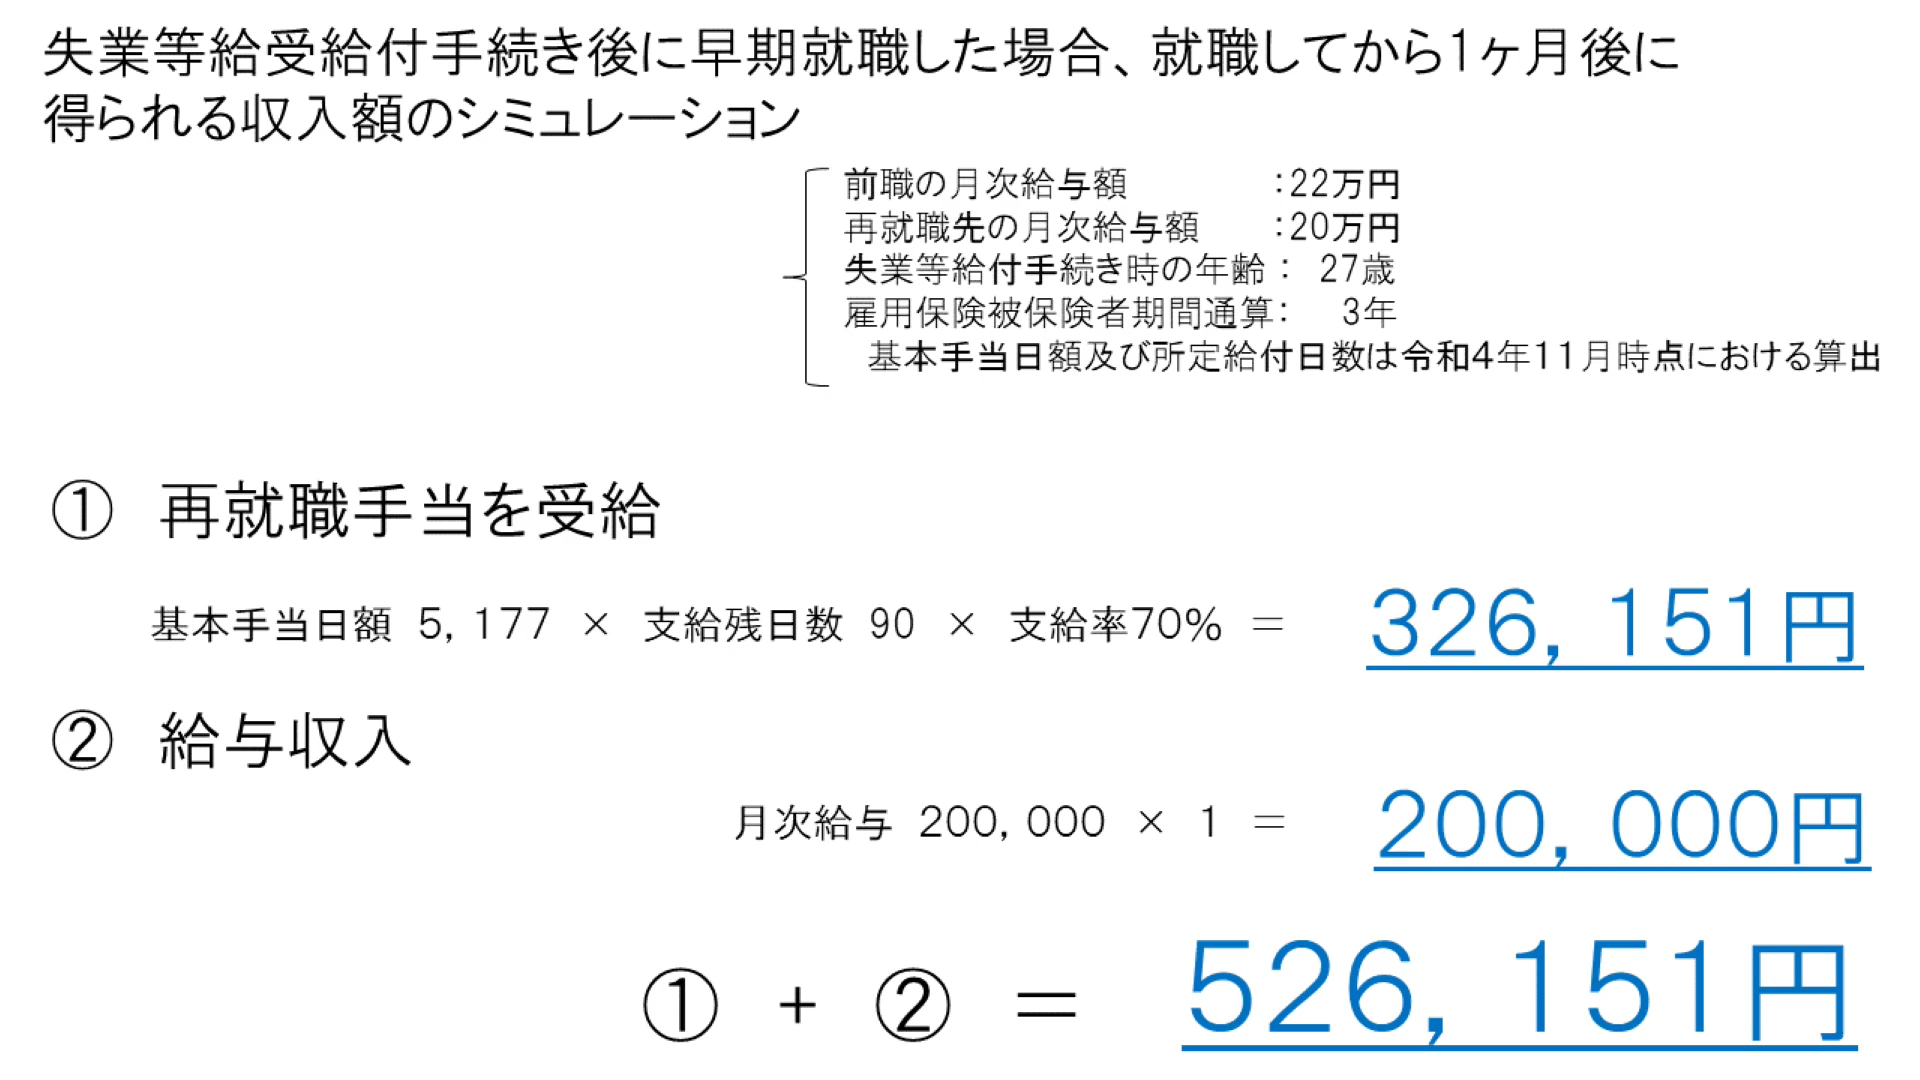 失業等給受給付手続き後に早期就職した場合、就職してから1ヶ月後に
得られる収入額のシミュレーション
前職の月次給与額 :22万円
再就職先の月次給与額 :20万円
失業等給付手続き時の年齢: 27歳
雇用保険被保険者期間通算: 3年
基本手当日額及び所定給付日数は令和4年11月時点における算出
① 再就職手当を受給
基本手当日額 5,177 × 支給残日数 90 × 支給率70% = 326,151円
② 給与収入
月次給与 200,000 × 1 = 200,000円
① + ② = 526,151円